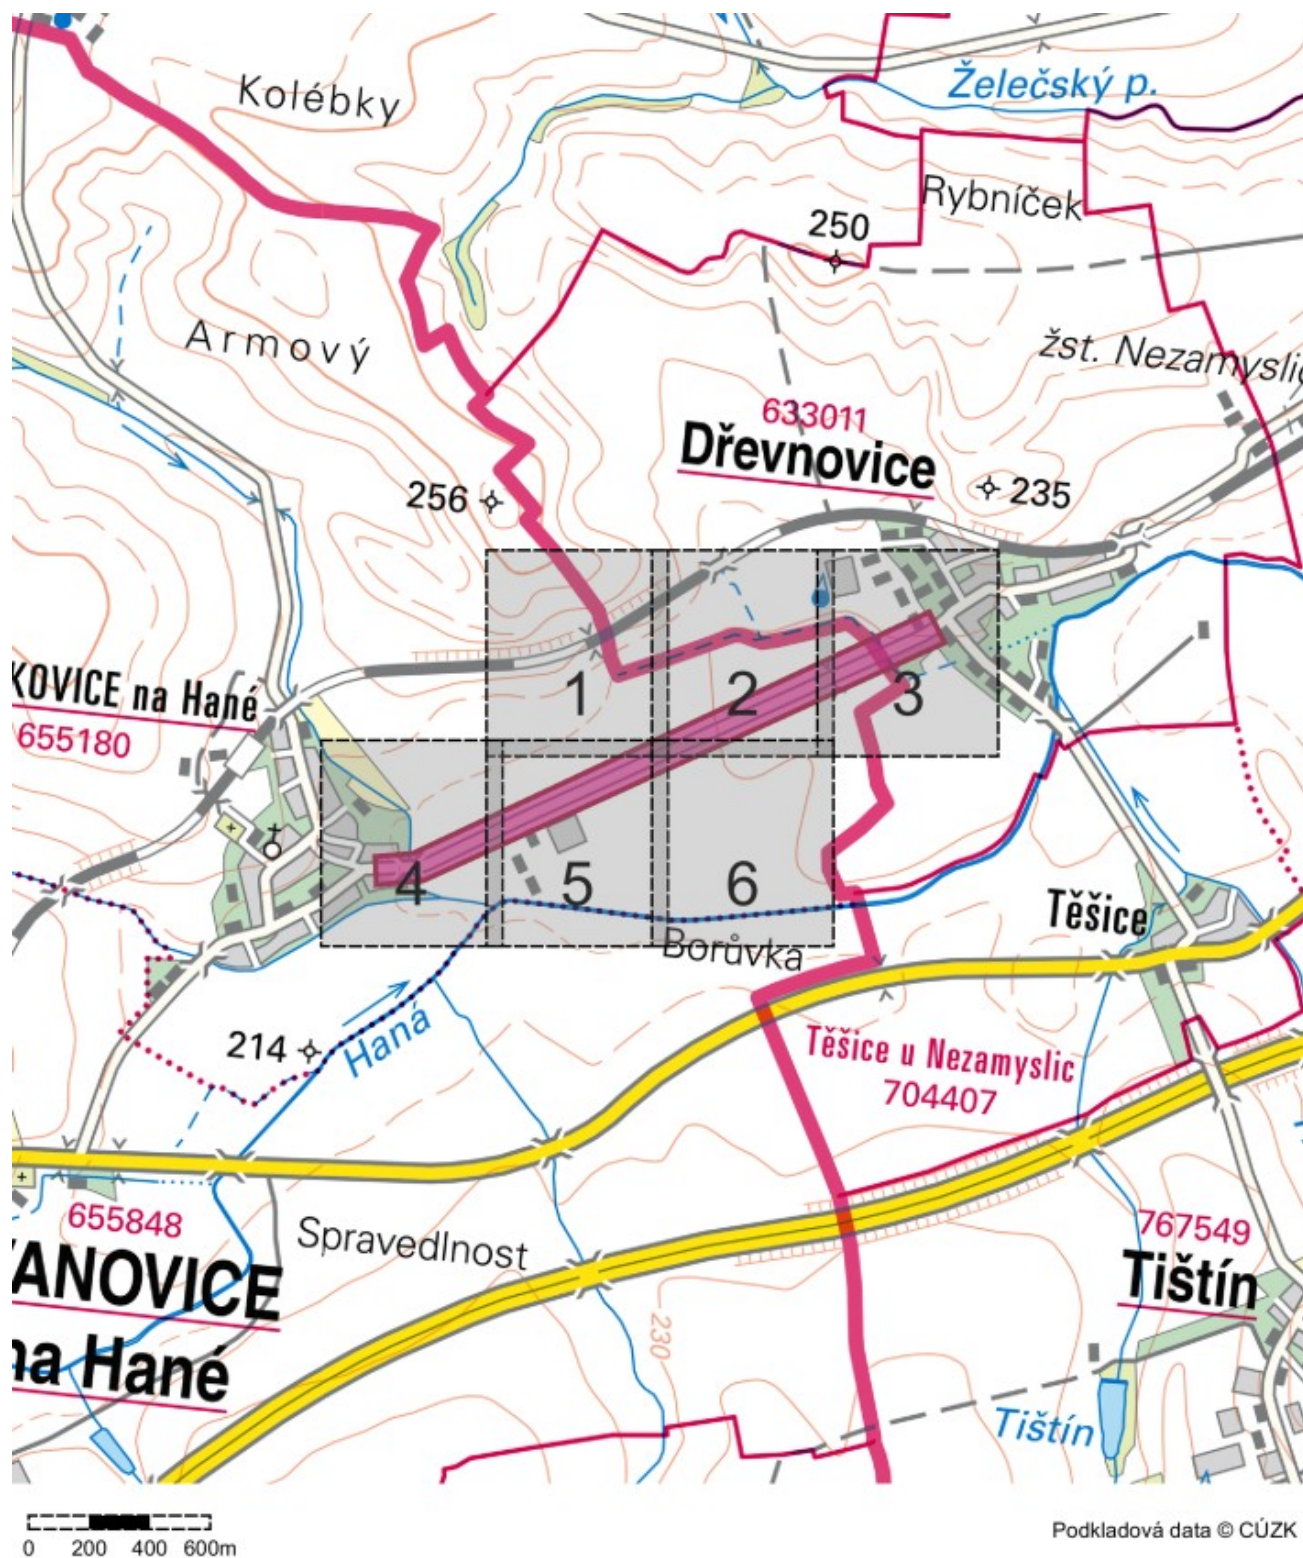 Kolébky
Želečský p.
Rybníček
250
Armový
žst. Nezamyslic
633011
Dřevnovice
256
235
KOVICE na Hané
655180
1
2
3
4
5
6
Borůvka
Těšice
214
Haná
Těšice u Nezamyslic
704407
655848
VANOVICE
na Hané
Spravedlnost
767549
Tištín
230
Tištín
0 200 400 600m
Podkladová data © CÚZK